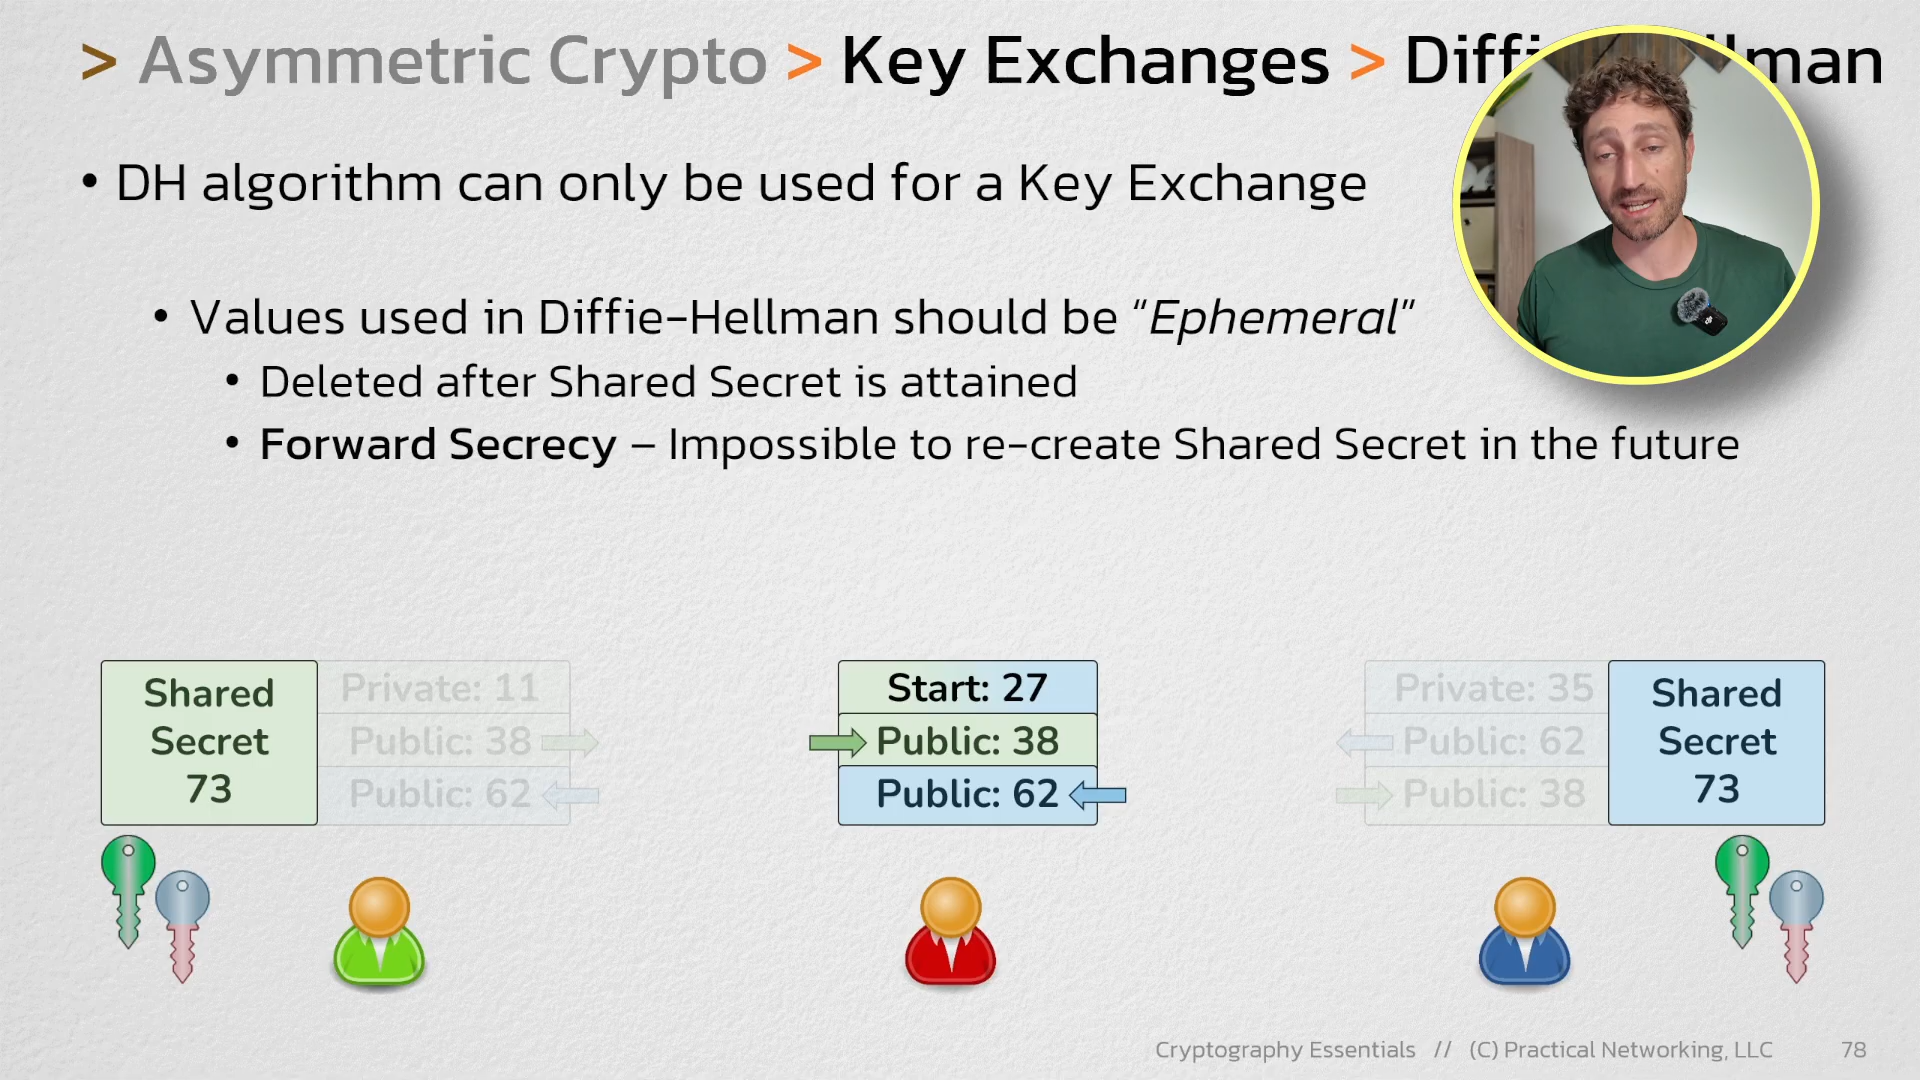 > Asymmetric Crypto > Key Exchanges >
• DH algorithm can only be used for a Key Exchange
• Values used in Diffie-Hellman should be "Ephemeral"
• Deleted after Shared Secret is attained
• Forward Secrecy – Impossible to re-create Shared Secret in the future
Shared
Secret
73
Private: 11
Public: 38
Public: 62
Start: 27
Public: 38
Public: 62
Private: 35
Public: 62
Public: 38
Shared
Secret
73
Cryptography Essentials // (C) Practical Networking, LLC 78